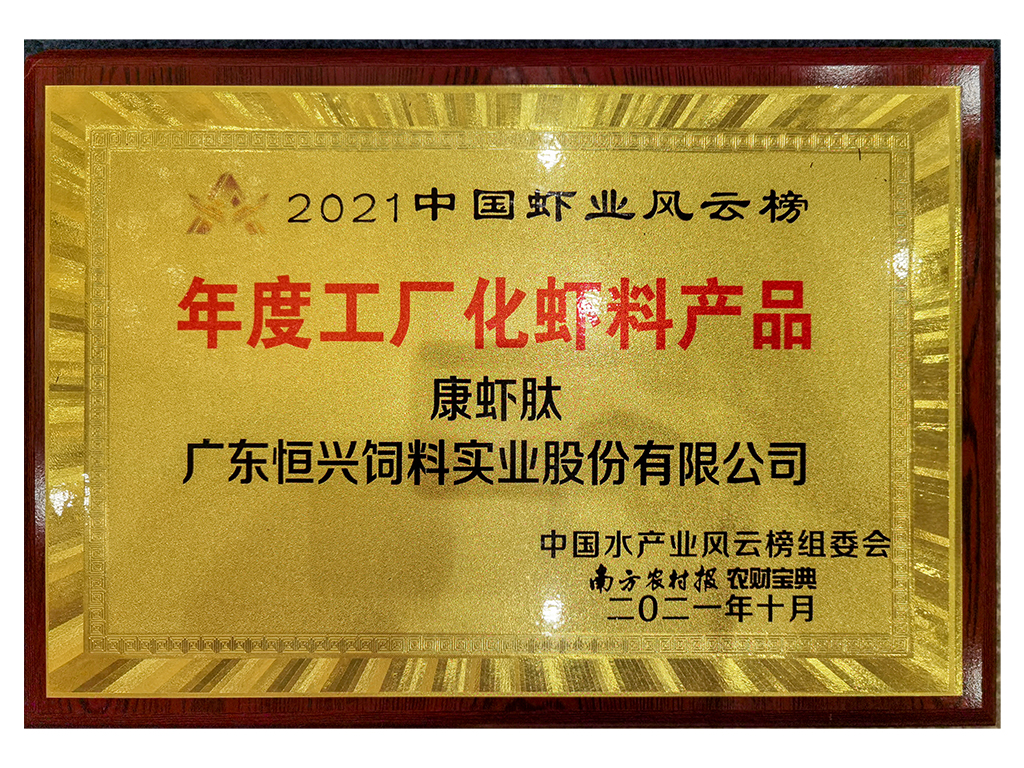 2021中国虾业风云榜
年度工厂化虾料产品
康虾肽
广东恒兴饲料实业股份有限公司
中国水产业风云榜组委会
南方农村报 农财宝典
二〇二一年十月